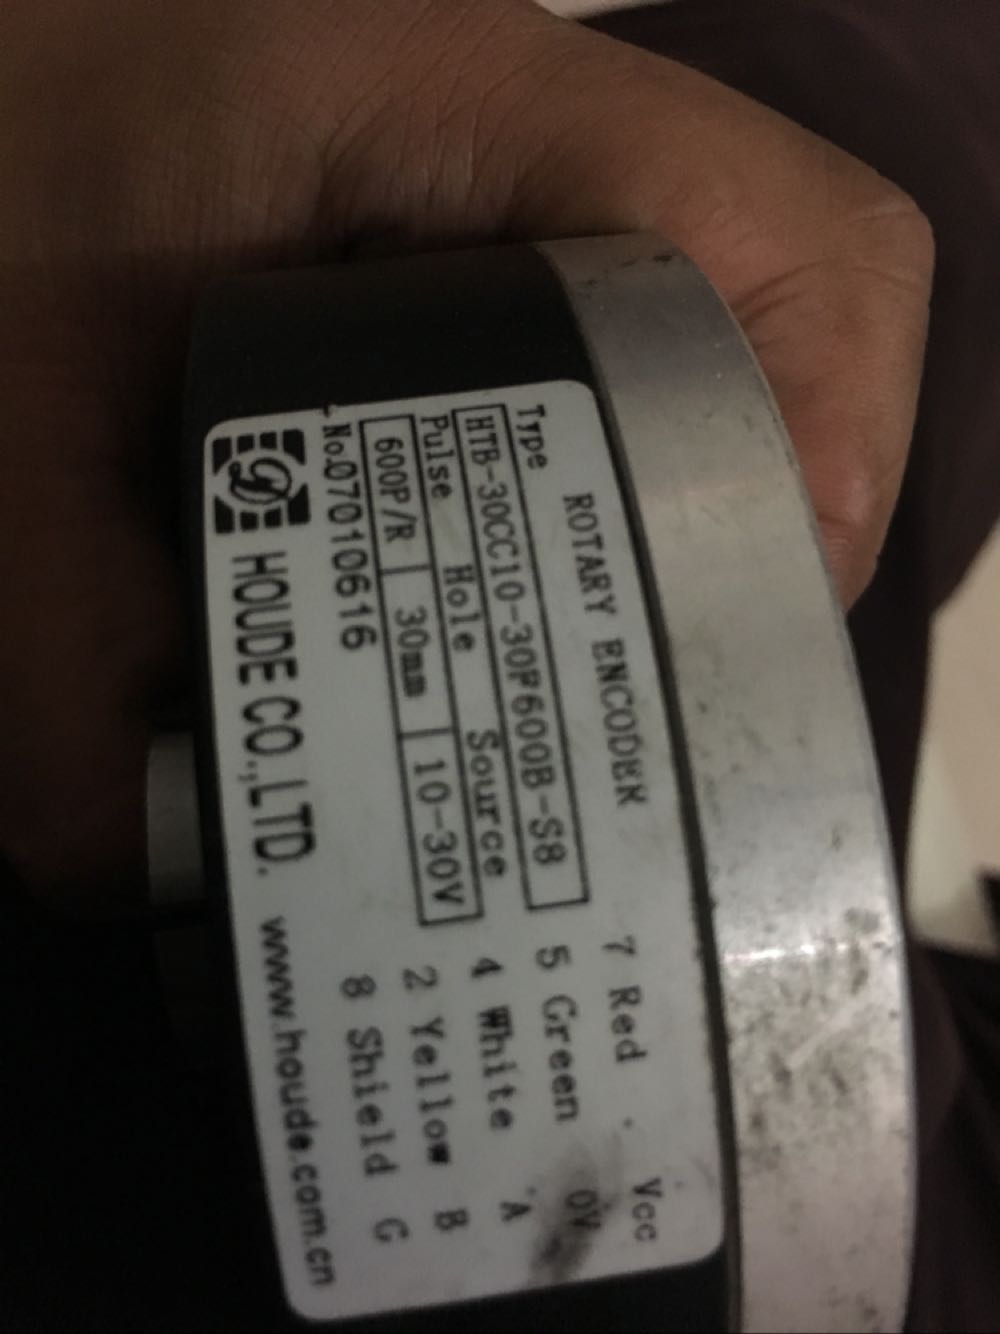 ROTARY ENCODER
Type
HTB-30CC10-30P600B-S8
Pulse Hole Source
600P/R 30mm 10-30V
No.07010616
7 Red Vcc
5 Green 0V
4 White A
2 Yellow B
8 Shield G
HOUDE CO.,LTD. www.houde.com.cn